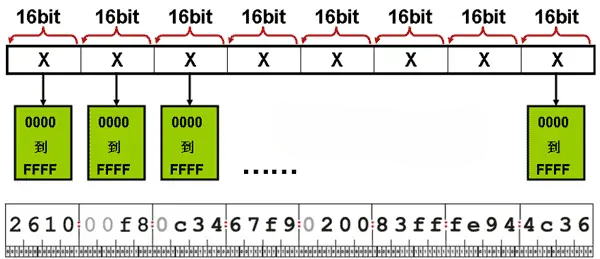 16bit 16bit 16bit 16bit 16bit 16bit 16bit 16bit
X X X X X X X X
0000 0000 0000 0000
到 到 到 到
FFFF FFFF FFFF ...... FFFF
2610:00f8:0c34:67f9:0200:83ff:fe94:4c36